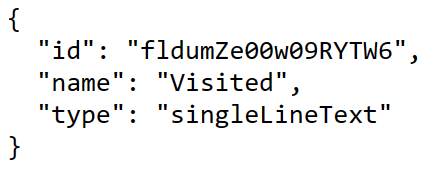 {
  "id": "fldumZe00w09RYTW6",
  "name": "Visited",
  "type": "singleLineText"
}